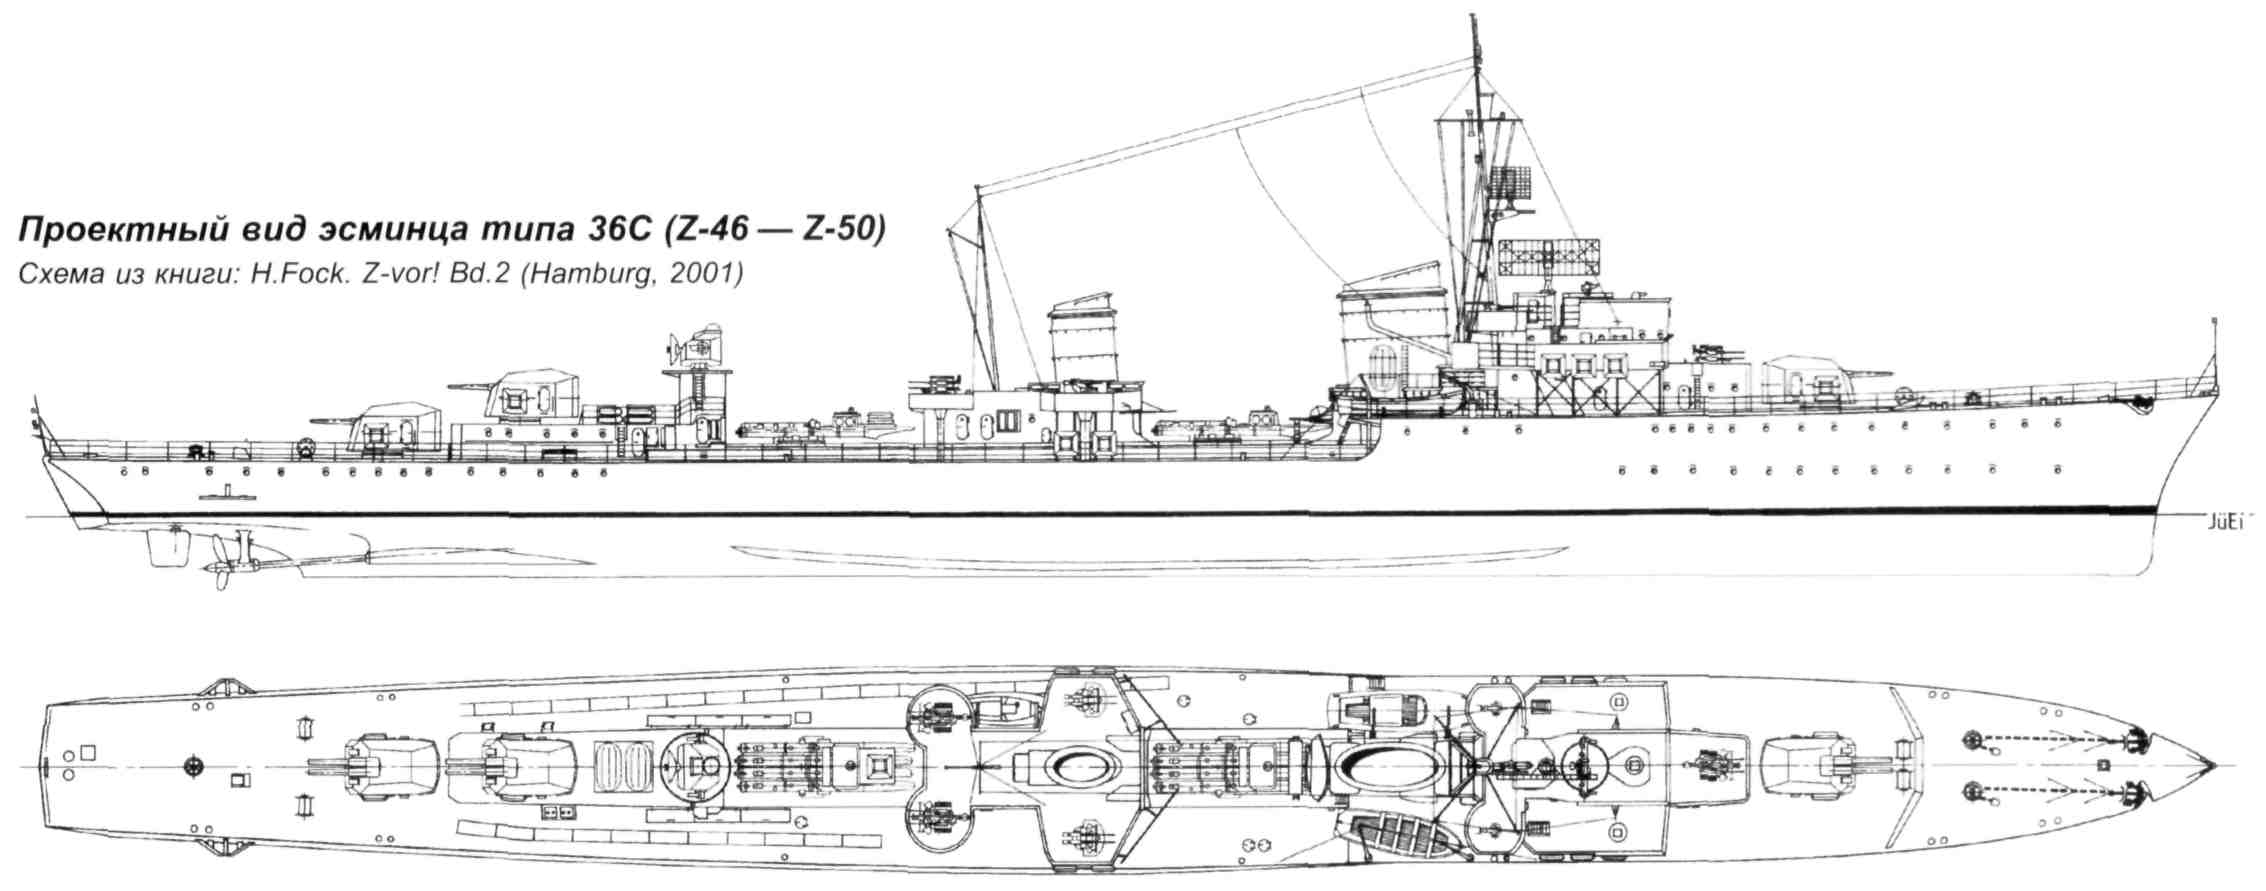 Проектный вид эсминца типа 36С (Z-46 — Z-50)
Схема из книги: H.Fock. Z-vor! Bd.2 (Hamburg, 2001)
JüEi